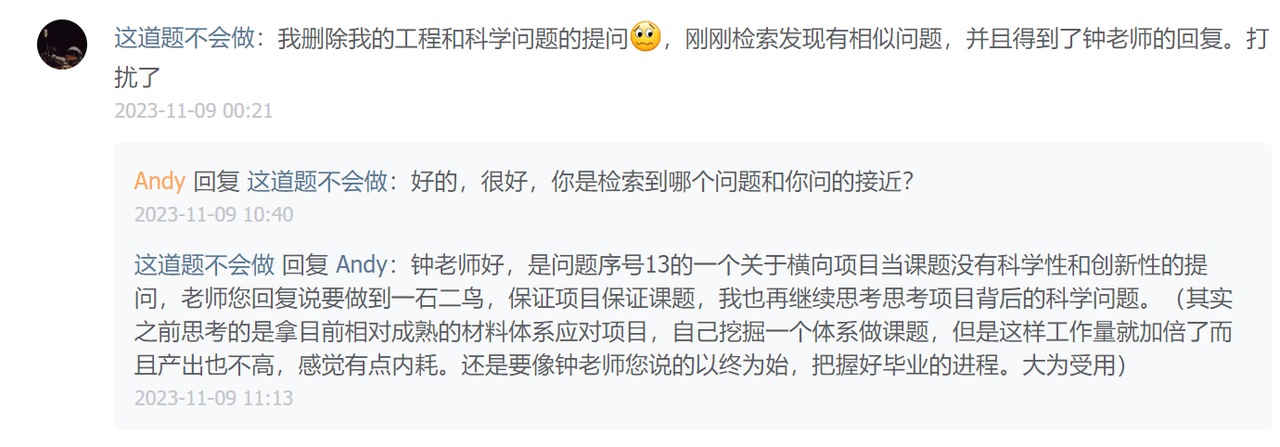 这道题不会做：我删除我的工程和科学问题的提问😟，刚刚检索发现有相似问题，并且得到了钟老师的回复。打
扰了
2023-11-09 00:21
Andy 回复 这道题不会做：好的，很好，你是检索到哪个问题和你问的接近？
2023-11-09 10:40
这道题不会做 回复 Andy：钟老师好，是问题序号13的一个关于横向项目当课题没有科学性和创新性的提
问，老师您回复说要做到一石二鸟，保证项目保证课题，我也再继续思考思考项目背后的科学问题。（其实
之前思考的是拿目前相对成熟的材料体系应对项目，自己挖掘一个体系做课题，但是这样工作量就加倍了而
且产出也不高，感觉有点内耗。还是要像钟老师您说的以终为始，把握好毕业的进程。大为受用）
2023-11-09 11:13